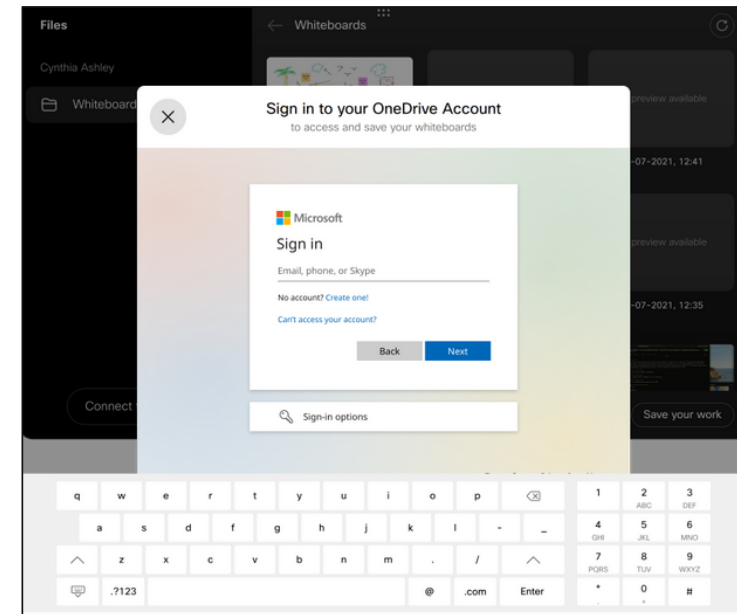 Files
Whiteboards
Cynthia Ashley
Whiteboard
Sign in to your OneDrive Account
to access and save your whiteboards
preview available
-07-2021, 12:41
Microsoft
Sign in
Email, phone, or Skype
No account? Create one!
Can't access your account?
Back Next
preview available
-07-2021, 12:35
Connect
Sign-in options
Save your work
q w e r t y u i o p 1 2 3
ABC DEF
a s d f g h j k l - _ 4 5 6
GHI JKL MNO
z x c v b n m . / 7 8 9
PQRS TUV WXYZ
.?123 @ .com Enter * 0 #
+